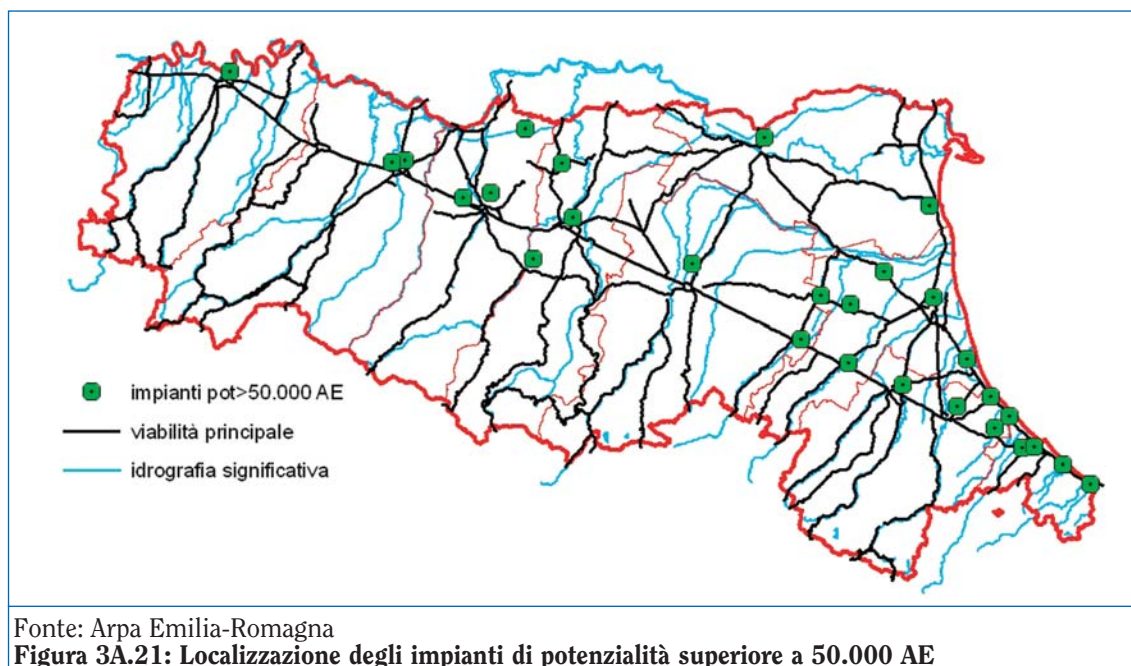 impianti pot>50.000 AE
viabilità principale
idrografia significativa
Fonte: Arpa Emilia-Romagna
Figura 3A.21: Localizzazione degli impianti di potenzialità superiore a 50.000 AE